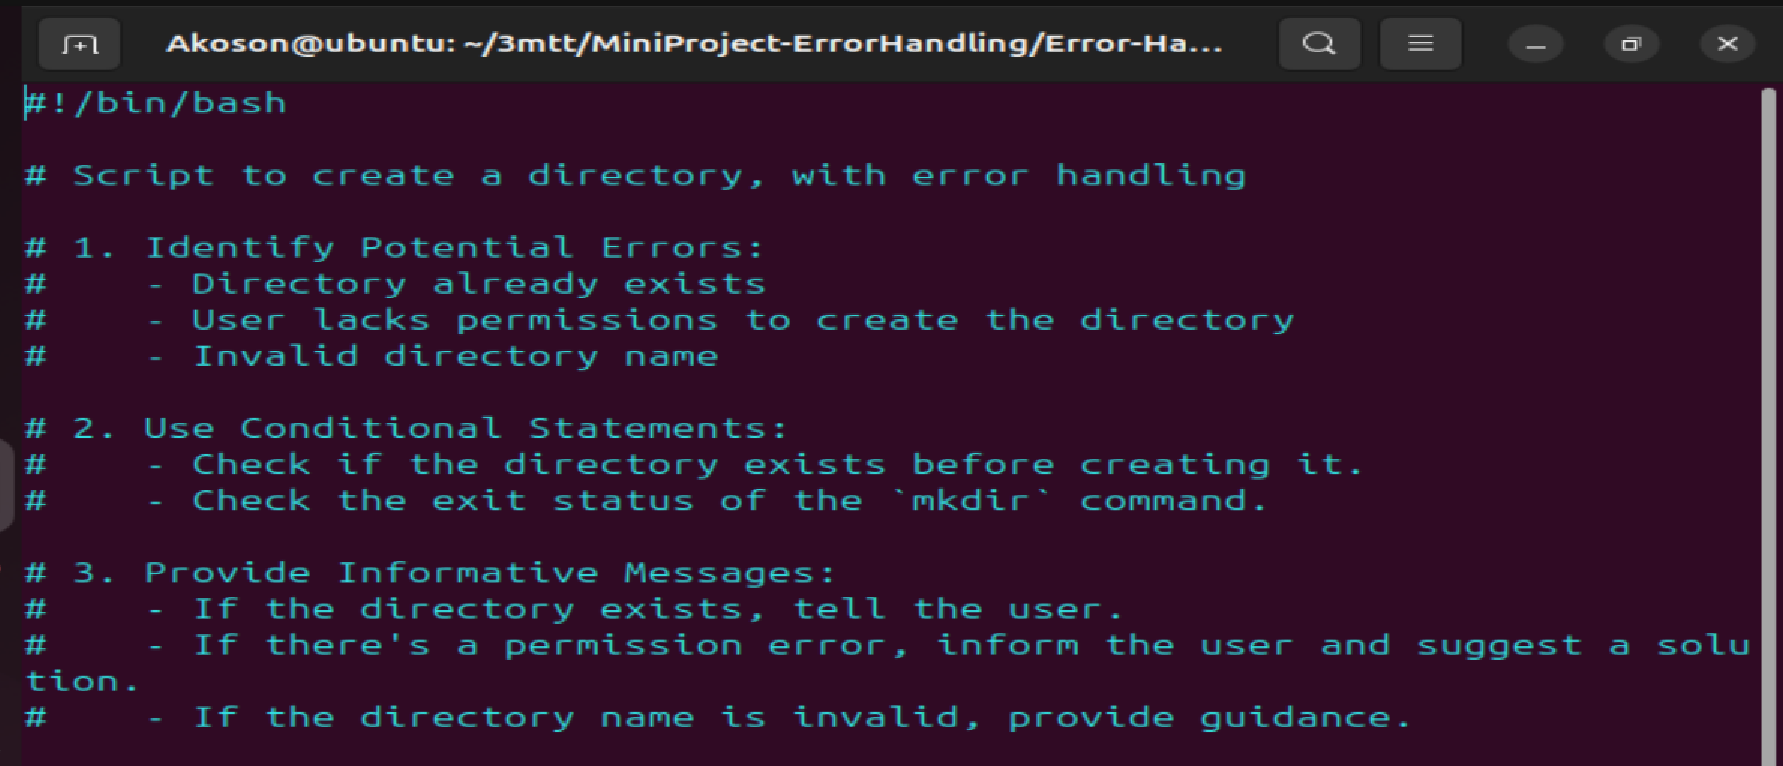 Akoson@ubuntu: ~/3mtt/MiniProject-ErrorHandling/Error-Ha...
#!/bin/bash
# Script to create a directory, with error handling
# 1. Identify Potential Errors:
#    - Directory already exists
#    - User lacks permissions to create the directory
#    - Invalid directory name
# 2. Use Conditional Statements:
#    - Check if the directory exists before creating it.
#    - Check the exit status of the `mkdir` command.
# 3. Provide Informative Messages:
#    - If the directory exists, tell the user.
#    - If there's a permission error, inform the user and suggest a solu
tion.
#    - If the directory name is invalid, provide guidance.